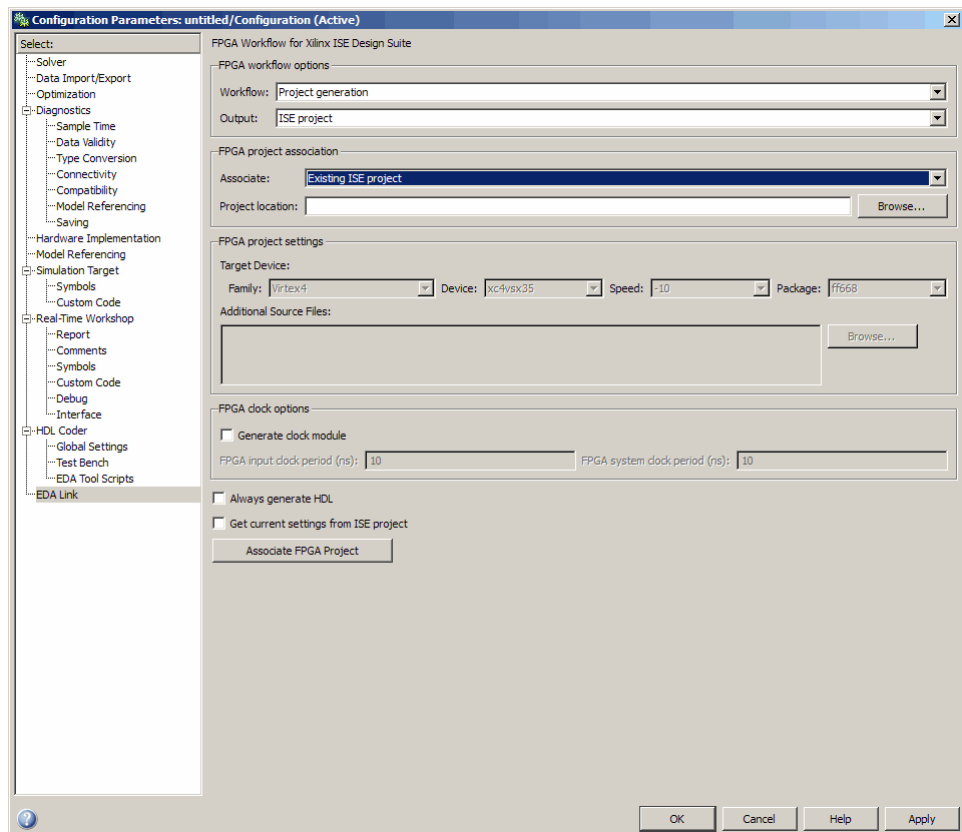 Configuration Parameters: untitled/Configuration (Active)
Select:
Solver
Data Import/Export
Optimization
Diagnostics
Sample Time
Data Validity
Type Conversion
Connectivity
Compatibility
Model Referencing
Saving
Hardware Implementation
Model Referencing
Simulation Target
Symbols
Custom Code
Real-Time Workshop
Report
Comments
Symbols
Custom Code
Debug
Interface
HDL Coder
Global Settings
Test Bench
EDA Tool Scripts
EDA Link
FPGA Workflow for Xilinx ISE Design Suite
FPGA workflow options
Workflow: Project generation
Output: ISE project
FPGA project association
Associate: Existing ISE project
Project location: Browse...
FPGA project settings
Target Device:
Family: Virtex4 Device: xc4vsx35 Speed: -10 Package: ff668
Additional Source Files:
Browse...
FPGA clock options
Generate clock module
FPGA input clock period (ns): 10 FPGA system clock period (ns): 10
Always generate HDL
Get current settings from ISE project
Associate FPGA Project
OK Cancel Help Apply